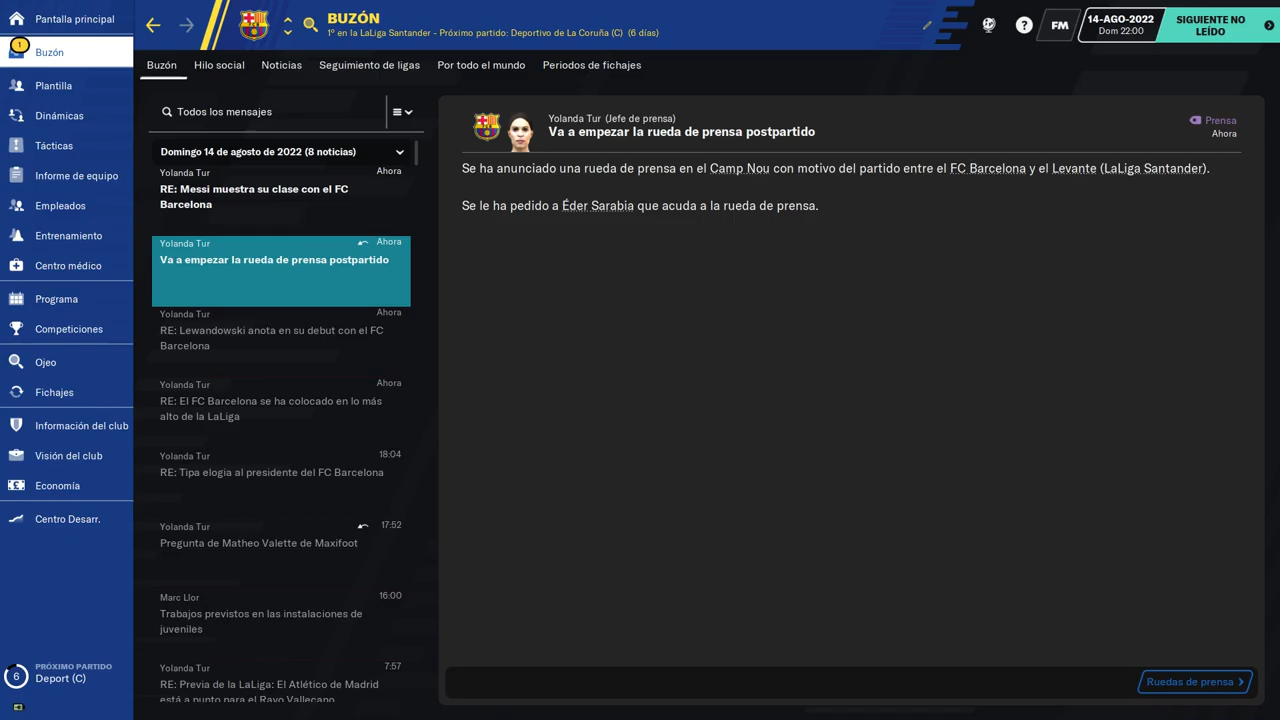 Pantalla principal
1
Buzón
Plantilla
Dinámicas
Tácticas
Informe de equipo
Empleados
Entrenamiento
Centro médico
Programa
Competiciones
Ojeo
Fichajes
Información del club
Visión del club
Economía
Centro Desarr.
PRÓXIMO PARTIDO
6
Deport (C)
BUZÓN
1º en la LaLiga Santander - Próximo partido: Deportivo de La Coruña (C) (6 días)
?
FM
14-AGO-2022
Dom 22:00
SIGUIENTE NO
LEÍDO
Buzón Hilo social Noticias Seguimiento de ligas Por todo el mundo Periodos de fichajes
Todos los mensajes
Domingo 14 de agosto de 2022 (8 noticias)
Yolanda Tur Ahora
RE: Messi muestra su clase con el FC
Barcelona
Yolanda Tur Ahora
Va a empezar la rueda de prensa postpartido
Yolanda Tur Ahora
RE: Lewandowski anota en su debut con el FC
Barcelona
Yolanda Tur Ahora
RE: El FC Barcelona se ha colocado en lo más
alto de la LaLiga
Yolanda Tur 18:04
RE: Tipa elogia al presidente del FC Barcelona
Yolanda Tur 17:52
Pregunta de Matheo Valette de Maxifoot
Marc Llor 16:00
Trabajos previstos en las instalaciones de
juveniles
Yolanda Tur 7:57
RE: Previa de la LaLiga: El Atlético de Madrid
está a punto para el Rayo Vallecano
Yolanda Tur (Jefe de prensa)
Va a empezar la rueda de prensa postpartido
Prensa
Ahora
Se ha anunciado una rueda de prensa en el Camp Nou con motivo del partido entre el FC Barcelona y el Levante (LaLiga Santander).
Se le ha pedido a Éder Sarabia que acuda a la rueda de prensa.
Ruedas de prensa